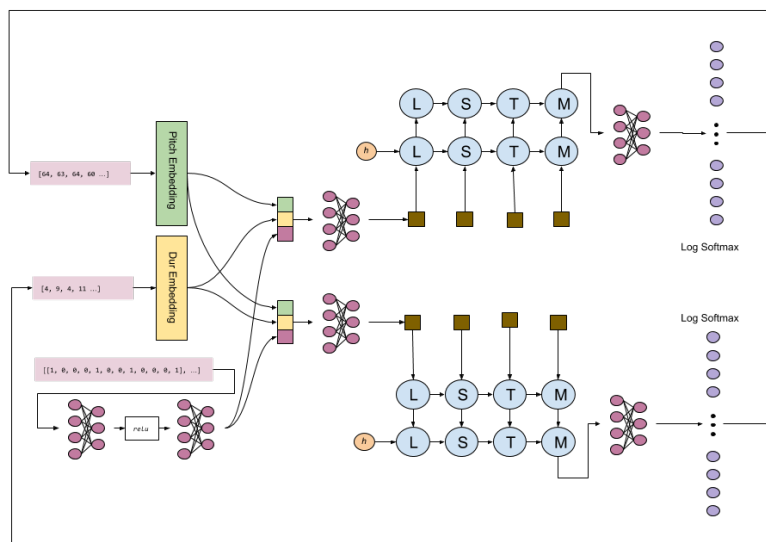 L S T M
h L S T M
Pitch Embedding
[64, 63, 64, 60 ...]
Log Softmax
Dur Embedding
[4, 9, 4, 11 ...]
Log Softmax
[[1, 0, 0, 0, 1, 0, 0, 1, 0, 0, 0, 1], ...]
L S T M
relu
h L S T M